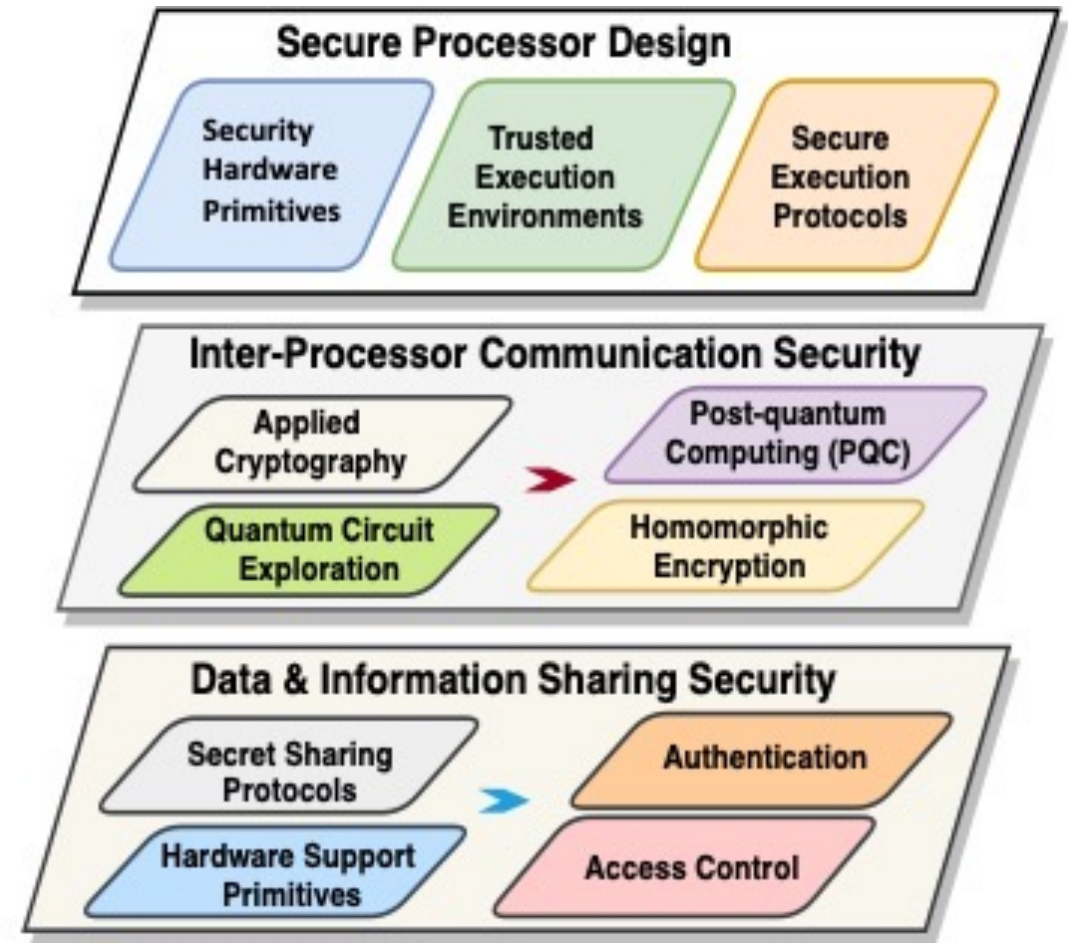 Secure Processor Design
Security
Hardware
Primitives
Trusted
Execution
Environments
Secure
Execution
Protocols
Inter-Processor Communication Security
Applied
Cryptography
Post-quantum
Computing (PQC)
Quantum Circuit
Exploration
Homomorphic
Encryption
Data & Information Sharing Security
Secret Sharing
Protocols
Authentication
Hardware Support
Primitives
Access Control